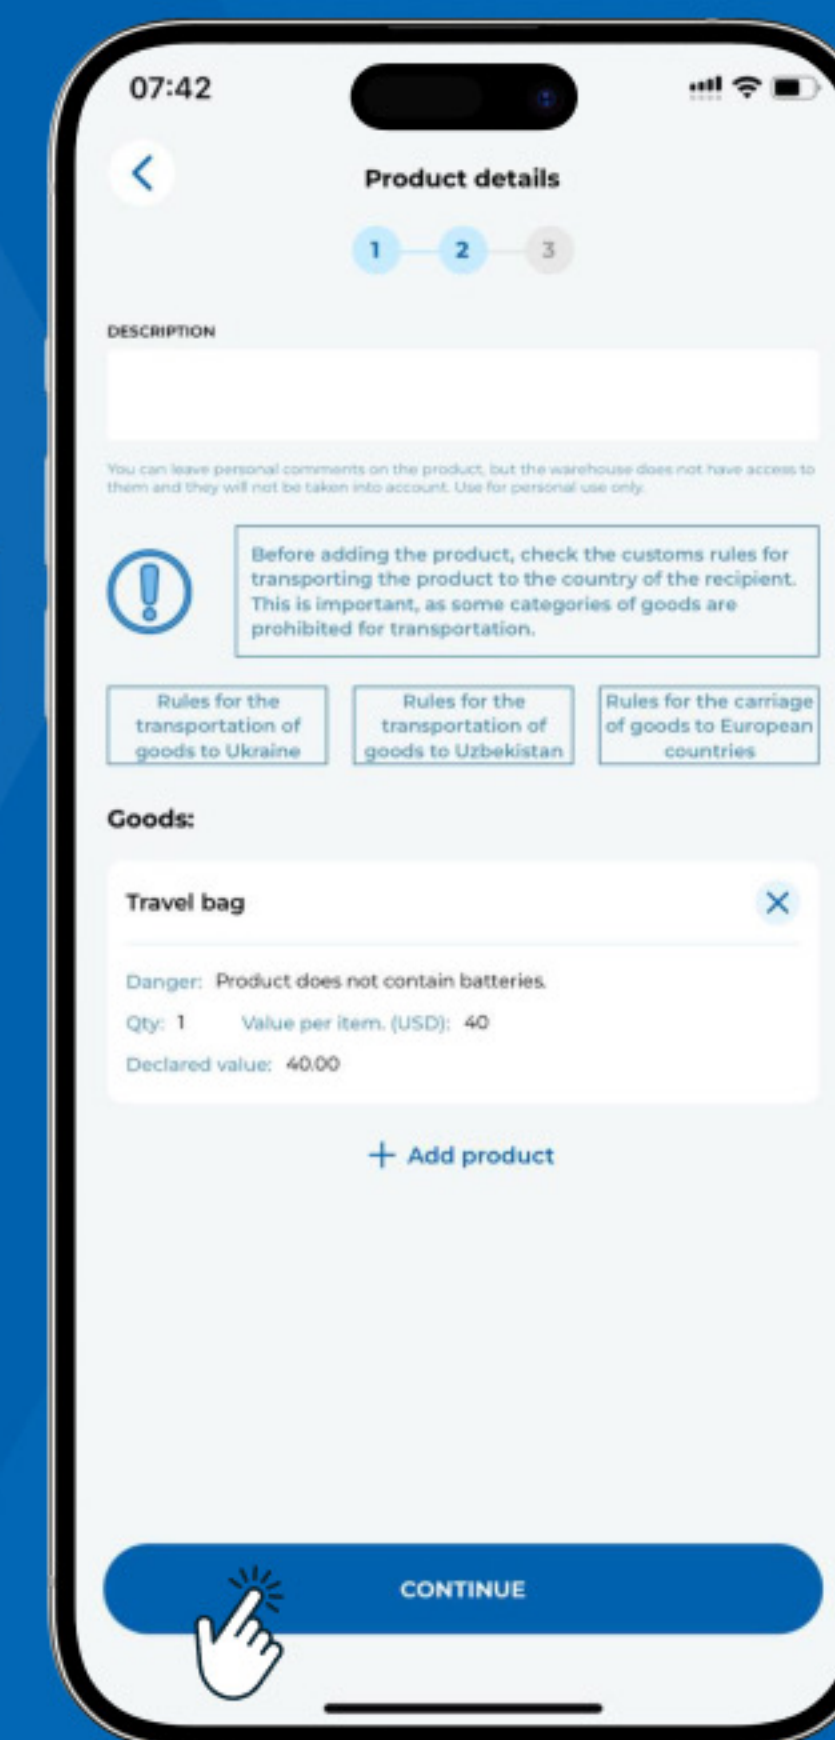 07:42
Product details
1 2 3
DESCRIPTION
You can leave personal comments on the product, but the warehouse does not have access to
them and they will not be taken into account. Use for personal use only.
Before adding the product, check the customs rules for
transporting the product to the country of the recipient.
This is important, as some categories of goods are
prohibited for transportation.
Rules for the
transportation of
goods to Ukraine
Rules for the
transportation of
goods to Uzbekistan
Rules for the carriage
of goods to European
countries
Goods:
Travel bag
Danger: Product does not contain batteries.
Qty: 1 Value per item. (USD): 40
Declared value: 40.00
+ Add product
CONTINUE